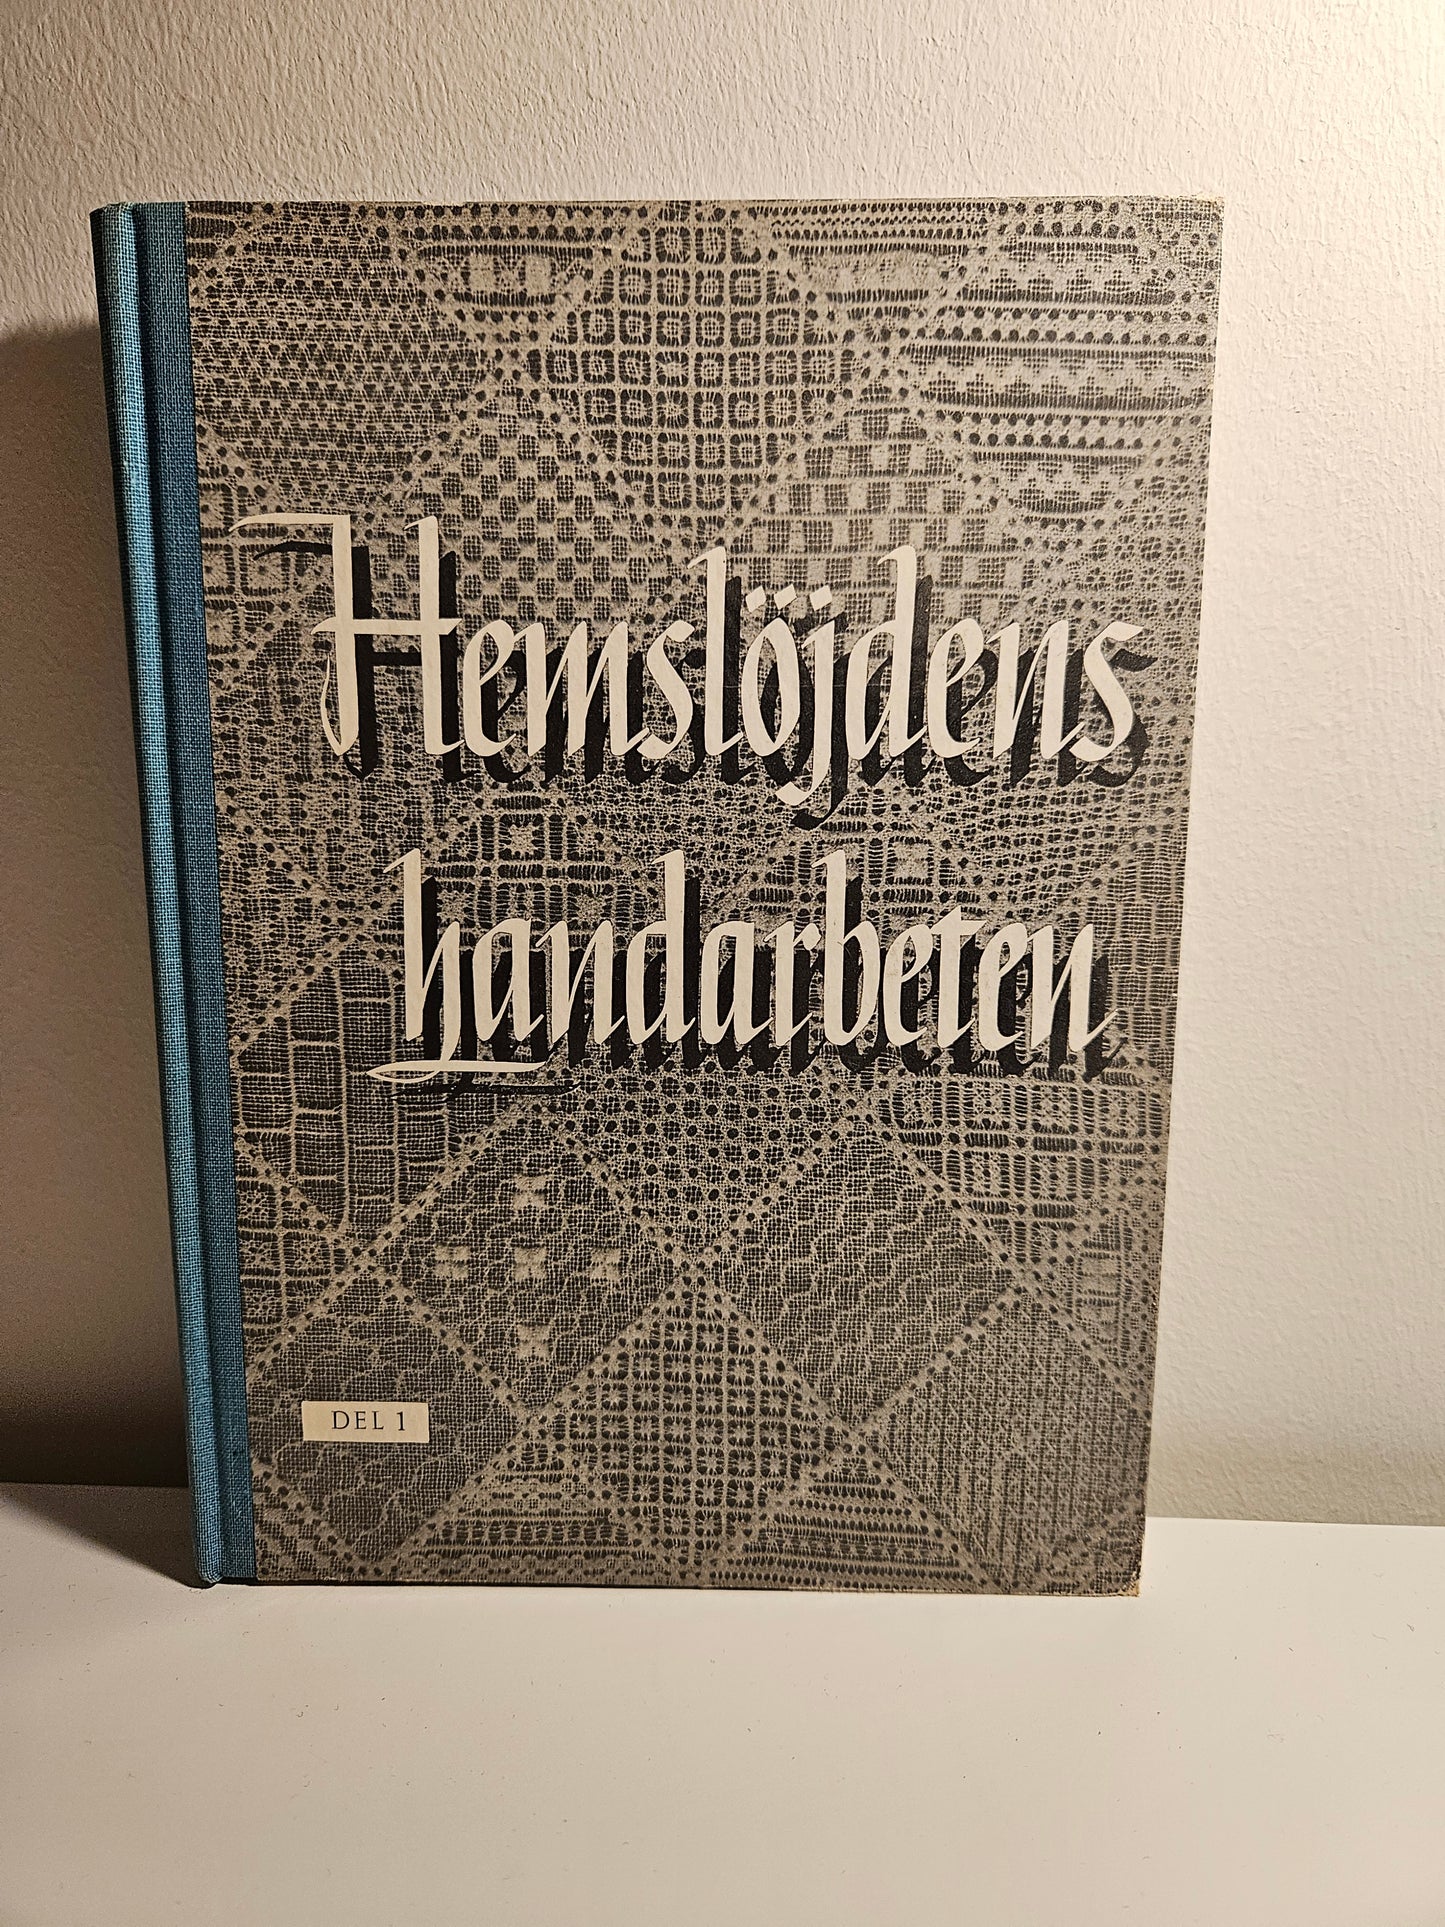 Hemslöjdens
handarbeten
DEL 1